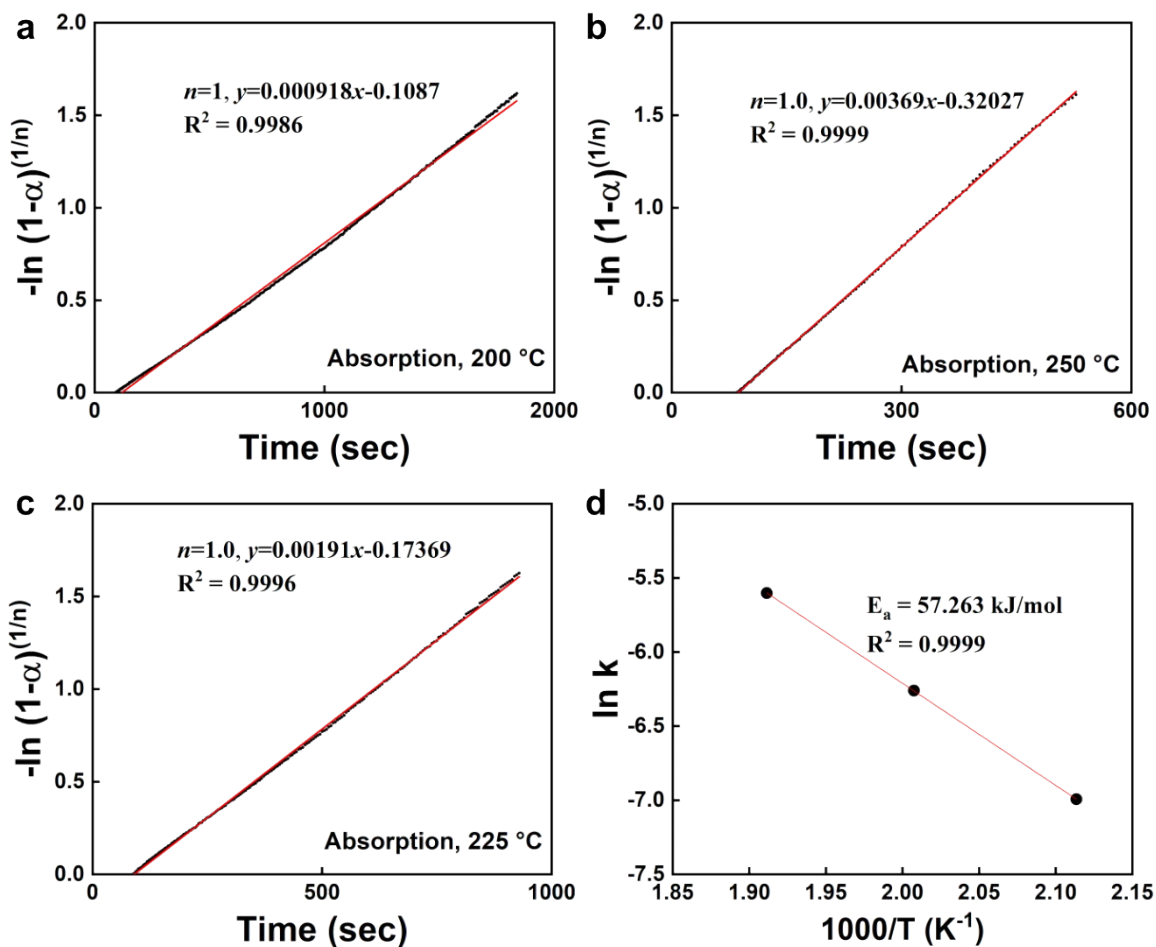 a
2.0
1.5
1.0
0.5
0.0
-ln (1-α)^(1/n)
n=1, y=0.000918x-0.1087
R² = 0.9986
Absorption, 200 °C
0 1000 2000
Time (sec)
b
2.0
1.5
1.0
0.5
0.0
-ln (1-α)^(1/n)
n=1.0, y=0.00369x-0.32027
R² = 0.9999
Absorption, 250 °C
0 300 600
Time (sec)
c
2.0
1.5
1.0
0.5
0.0
-ln (1-α)^(1/n)
n=1.0, y=0.00191x-0.17369
R² = 0.9996
Absorption, 225 °C
0 500 1000
Time (sec)
d
-5.0
-5.5
-6.0
-6.5
-7.0
-7.5
ln k
Eₐ = 57.263 kJ/mol
R² = 0.9999
1.85 1.90 1.95 2.00 2.05 2.10 2.15
1000/T (K⁻¹)